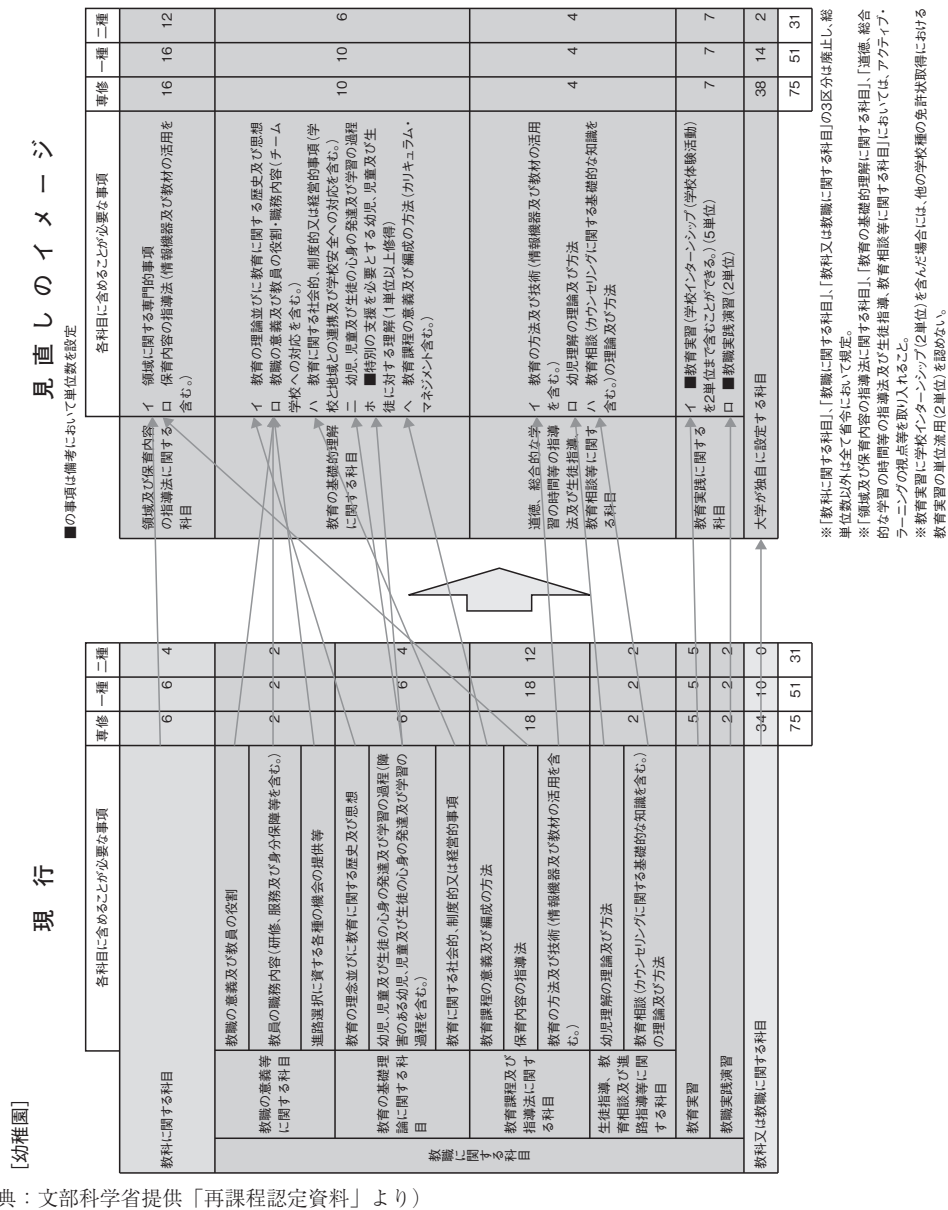 [幼稚園]
現 行
各科目に含めることが必要な事項
専修
一種
二種
教科に関する科目
6
6
4
教職に関する科目
教職の意義等
に関する科目
教職の意義及び教員の役割
教員の職務内容(研修、服務及び身分保障等を含む。)
進路選択に資する各種の機会の提供等
2
2
2
教育の基礎理
論に関する科
目
教育の理念並びに教育に関する歴史及び思想
幼児、児童及び生徒の心身の発達及び学習の過程(障
害のある幼児、児童及び生徒の心身の発達及び学習の
過程を含む。)
教育に関する社会的、制度的又は経営的事項
6
6
4
教育課程及び
指導法に関す
る科目
教育課程の意義及び編成の方法
保育内容の指導法
教育の方法及び技術(情報機器及び教材の活用を含
む。)
18
18
12
生徒指導、教
育相談及び進
路指導等に関
する科目
幼児理解の理論及び方法
教育相談(カウンセリングに関する基礎的な知識を含む。)
の理論及び方法
2
2
2
教育実習
5
5
5
教職実践演習
2
2
2
教科又は教職に関する科目
34
10
0
75
51
31
見直しのイメージ
■の事項は備考において単位数を設定
各科目に含めることが必要な事項
専修
一種
二種
領域及び保育内容
の指導法に関する
科目
イ 領域に関する専門的事項
ロ 保育内容の指導法(情報機器及び教材の活用を
含む。)
16
16
12
教育の基礎的理解
に関する科目
イ 教育の理論並びに教育に関する歴史及び思想
ロ 教職の意義及び教員の役割・職務内容(チーム
学校への対応を含む。)
ハ 教育に関する社会的、制度的又は経営的事項(学
校と地域との連携及び学校安全への対応を含む。)
ニ 幼児、児童及び生徒の心身の発達及び学習の過程
ホ ■特別の支援を必要とする幼児、児童及び生
徒に対する理解(1単位以上修得)
ヘ 教育課程の意義及び編成の方法(カリキュラム・
マネジメント含む。)
10
10
6
道徳、総合的な学
習の時間等の指導
法及び生徒指導、
教育相談等に関す
る科目
イ 教育の方法及び技術(情報機器及び教材の活用
を含む。)
ロ 幼児理解の理論及び方法
ハ 教育相談(カウンセリングに関する基礎的な知識を
含む。)の理論及び方法
4
4
4
教育実践に関する
科目
イ ■教育実習(学校インターンシップ(学校体験活動)
を2単位まで含むことができる。)(5単位)
ロ ■教職実践演習(2単位)
7
7
7
大学が独自に設定する科目
38
14
2
75
51
31
※「教科に関する科目」、「教職に関する科目」、「教科又は教職に関する科目」の3区分は廃止し、総
単位数以外は全て省令において規定。
※「領域及び保育内容の指導法に関する科目」、「教育の基礎的理解に関する科目」、「道徳、総合
的な学習の時間等の指導法及び生徒指導、教育相談等に関する科目」においては、アクティブ・
ラーニングの視点等を取り入れること。
※教育実習に学校インターンシップ(2単位)を含んだ場合には、他の学校種の免許状取得における
教育実習の単位流用(2単位)を認めない。
典:文部科学省提供「再課程認定資料」より)